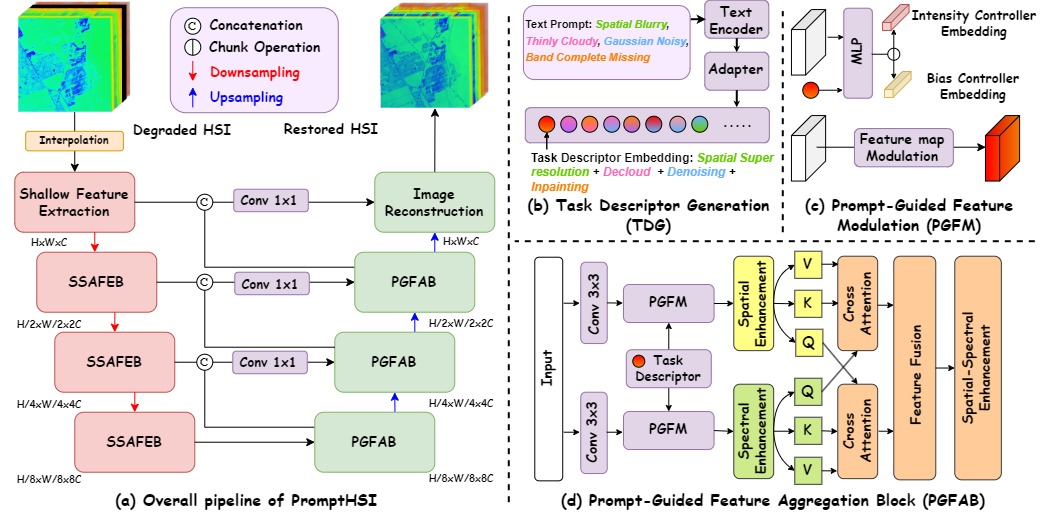 Degraded HSI
Restored HSI
C Concatenation
Chunk Operation
Downsampling
Upsampling
Interpolation
Shallow Feature
Extraction
C
Conv 1x1
Image
Reconstruction
HxWxC
HxWxC
SSAFEB
C
Conv 1x1
PGFAB
H/2xW/2x2C
H/2xW/2x2C
SSAFEB
C
Conv 1x1
PGFAB
H/4xW/4x4C
H/4xW/4x4C
SSAFEB
PGFAB
H/8xW/8x8C
H/8xW/8x8C
(a) Overall pipeline of PromptHSI
Text Prompt: Spatial Blurry,
Thinly Cloudy, Gaussian Noisy,
Band Complete Missing
Text
Encoder
Adapter
.....
Task Descriptor Embedding: Spatial Super
resolution + Decloud + Denoising +
Inpainting
(b) Task Descriptor Generation
(TDG)
MLP
Intensity Controller
Embedding
Bias Controller
Embedding
Feature map
Modulation
(c) Prompt-Guided Feature
Modulation (PGFM)
Input
Conv 3x3
PGFM
Spatial
Enhancement
V
K
Q
Cross
Attention
Task
Descriptor
Conv 3x3
PGFM
Spectral
Enhancement
Q
K
V
Cross
Attention
Feature Fusion
Spatial-Spectral
Enhancement
(d) Prompt-Guided Feature Aggregation Block (PGFAB)